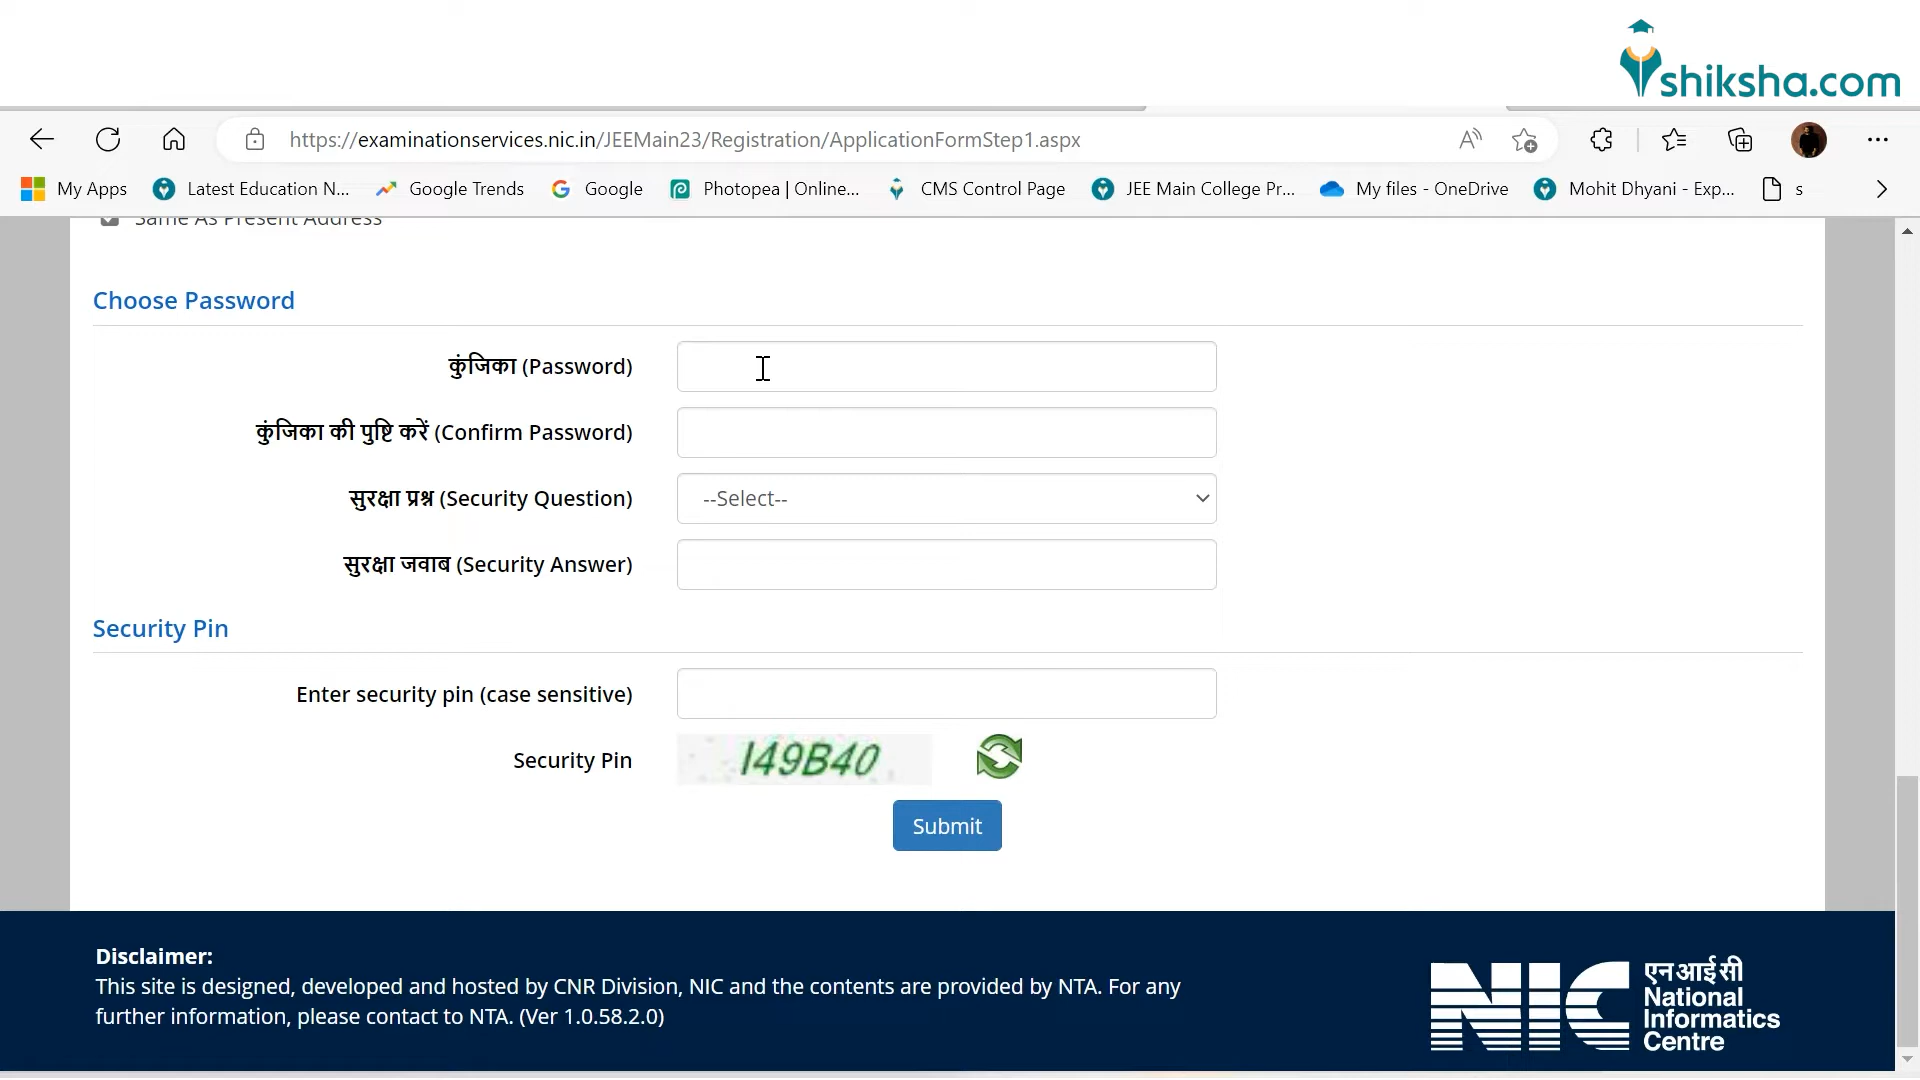 shiksha.com
https://examinationservices.nic.in/JEEMain23/Registration/ApplicationFormStep1.aspx
My Apps Latest Education N... Google Trends Google Photopea | Online... CMS Control Page JEE Main College Pr... My files - OneDrive Mohit Dhyani - Exp... s
Same As Present Address
Choose Password
कुंजिका (Password)
कुंजिका की पुष्टि करें (Confirm Password)
सुरक्षा प्रश्न (Security Question) --Select--
सुरक्षा जवाब (Security Answer)
Security Pin
Enter security pin (case sensitive)
Security Pin I49B40
Submit
Disclaimer:
This site is designed, developed and hosted by CNR Division, NIC and the contents are provided by NTA. For any
further information, please contact to NTA. (Ver 1.0.58.2.0)
NIC
एनआईसी
National
Informatics
Centre